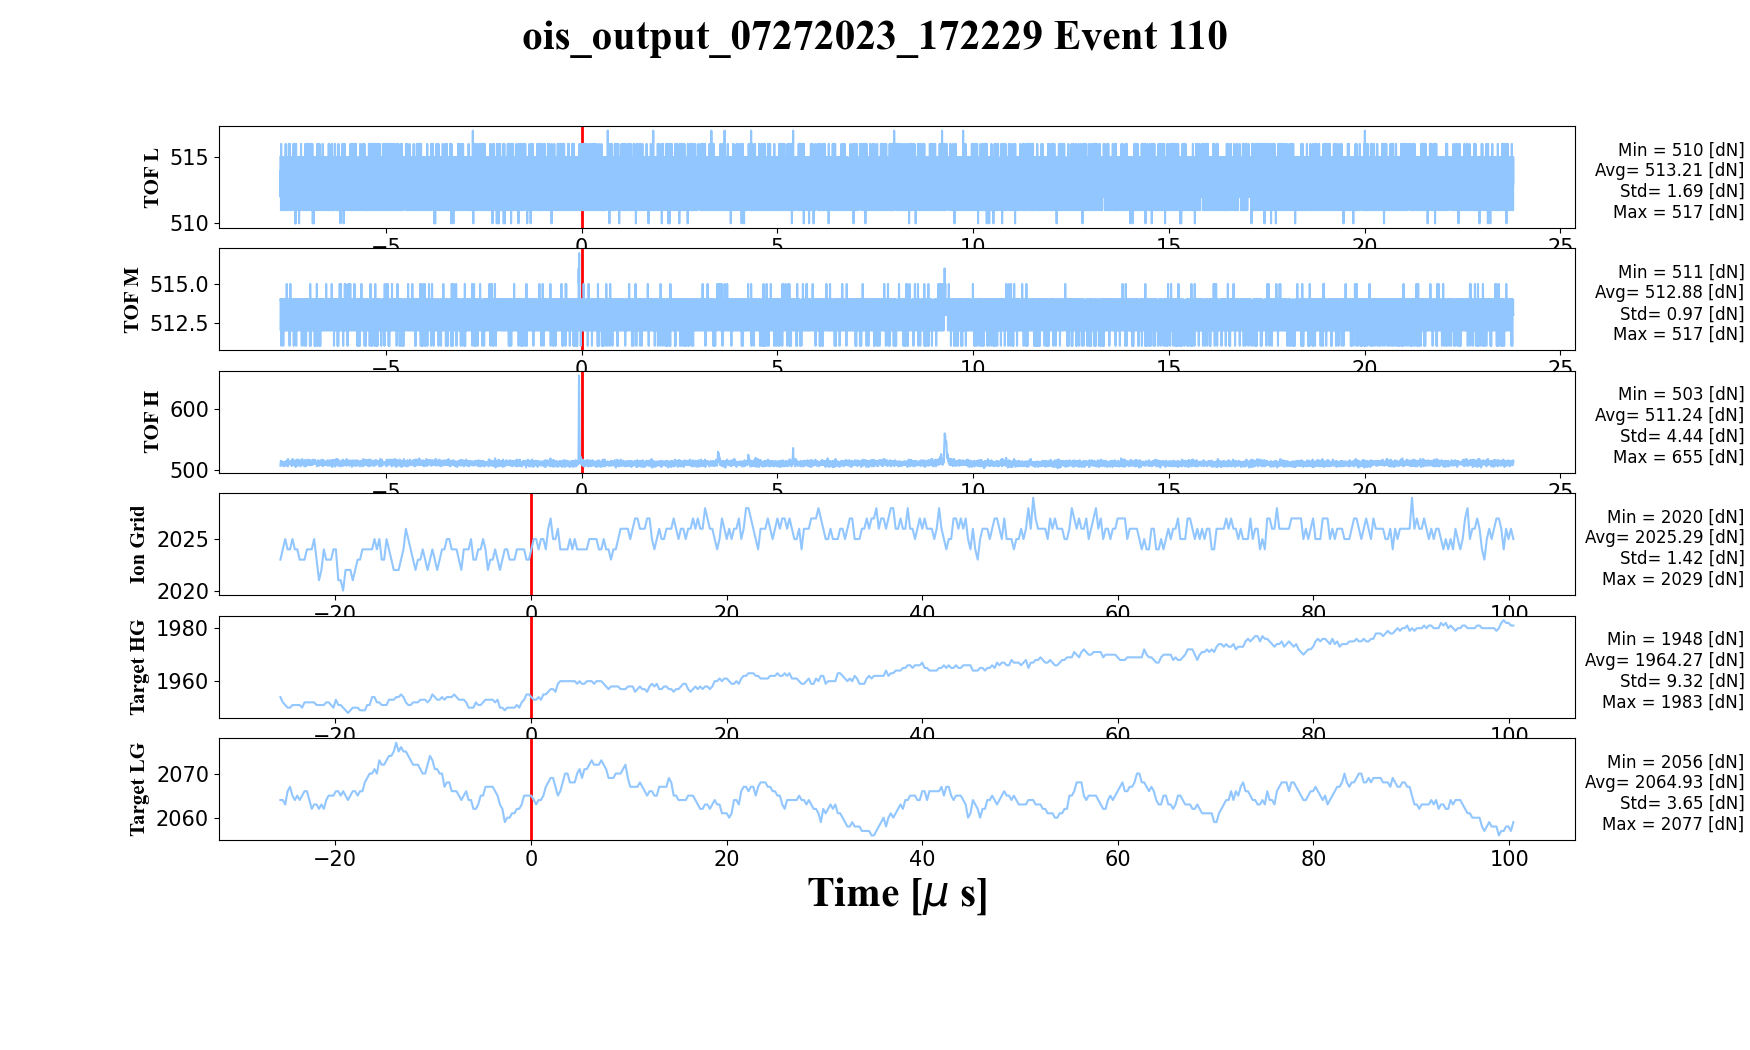 ois_output_07272023_172229 Event 110
TOF L
515
510
−5 0 5 10 15 20 25
Min = 510 [dN]
Avg= 513.21 [dN]
Std= 1.69 [dN]
Max = 517 [dN]
TOF M
515.0
512.5
−5 0 5 10 15 20 25
Min = 511 [dN]
Avg= 512.88 [dN]
Std= 0.97 [dN]
Max = 517 [dN]
TOF H
600
500
−5 0 5 10 15 20 25
Min = 503 [dN]
Avg= 511.24 [dN]
Std= 4.44 [dN]
Max = 655 [dN]
Ion Grid
2025
2020
−20 0 20 40 60 80 100
Min = 2020 [dN]
Avg= 2025.29 [dN]
Std= 1.42 [dN]
Max = 2029 [dN]
Target HG
1980
1960
−20 0 20 40 60 80 100
Min = 1948 [dN]
Avg= 1964.27 [dN]
Std= 9.32 [dN]
Max = 1983 [dN]
Target LG
2070
2060
−20 0 20 40 60 80 100
Min = 2056 [dN]
Avg= 2064.93 [dN]
Std= 3.65 [dN]
Max = 2077 [dN]
Time [μ s]